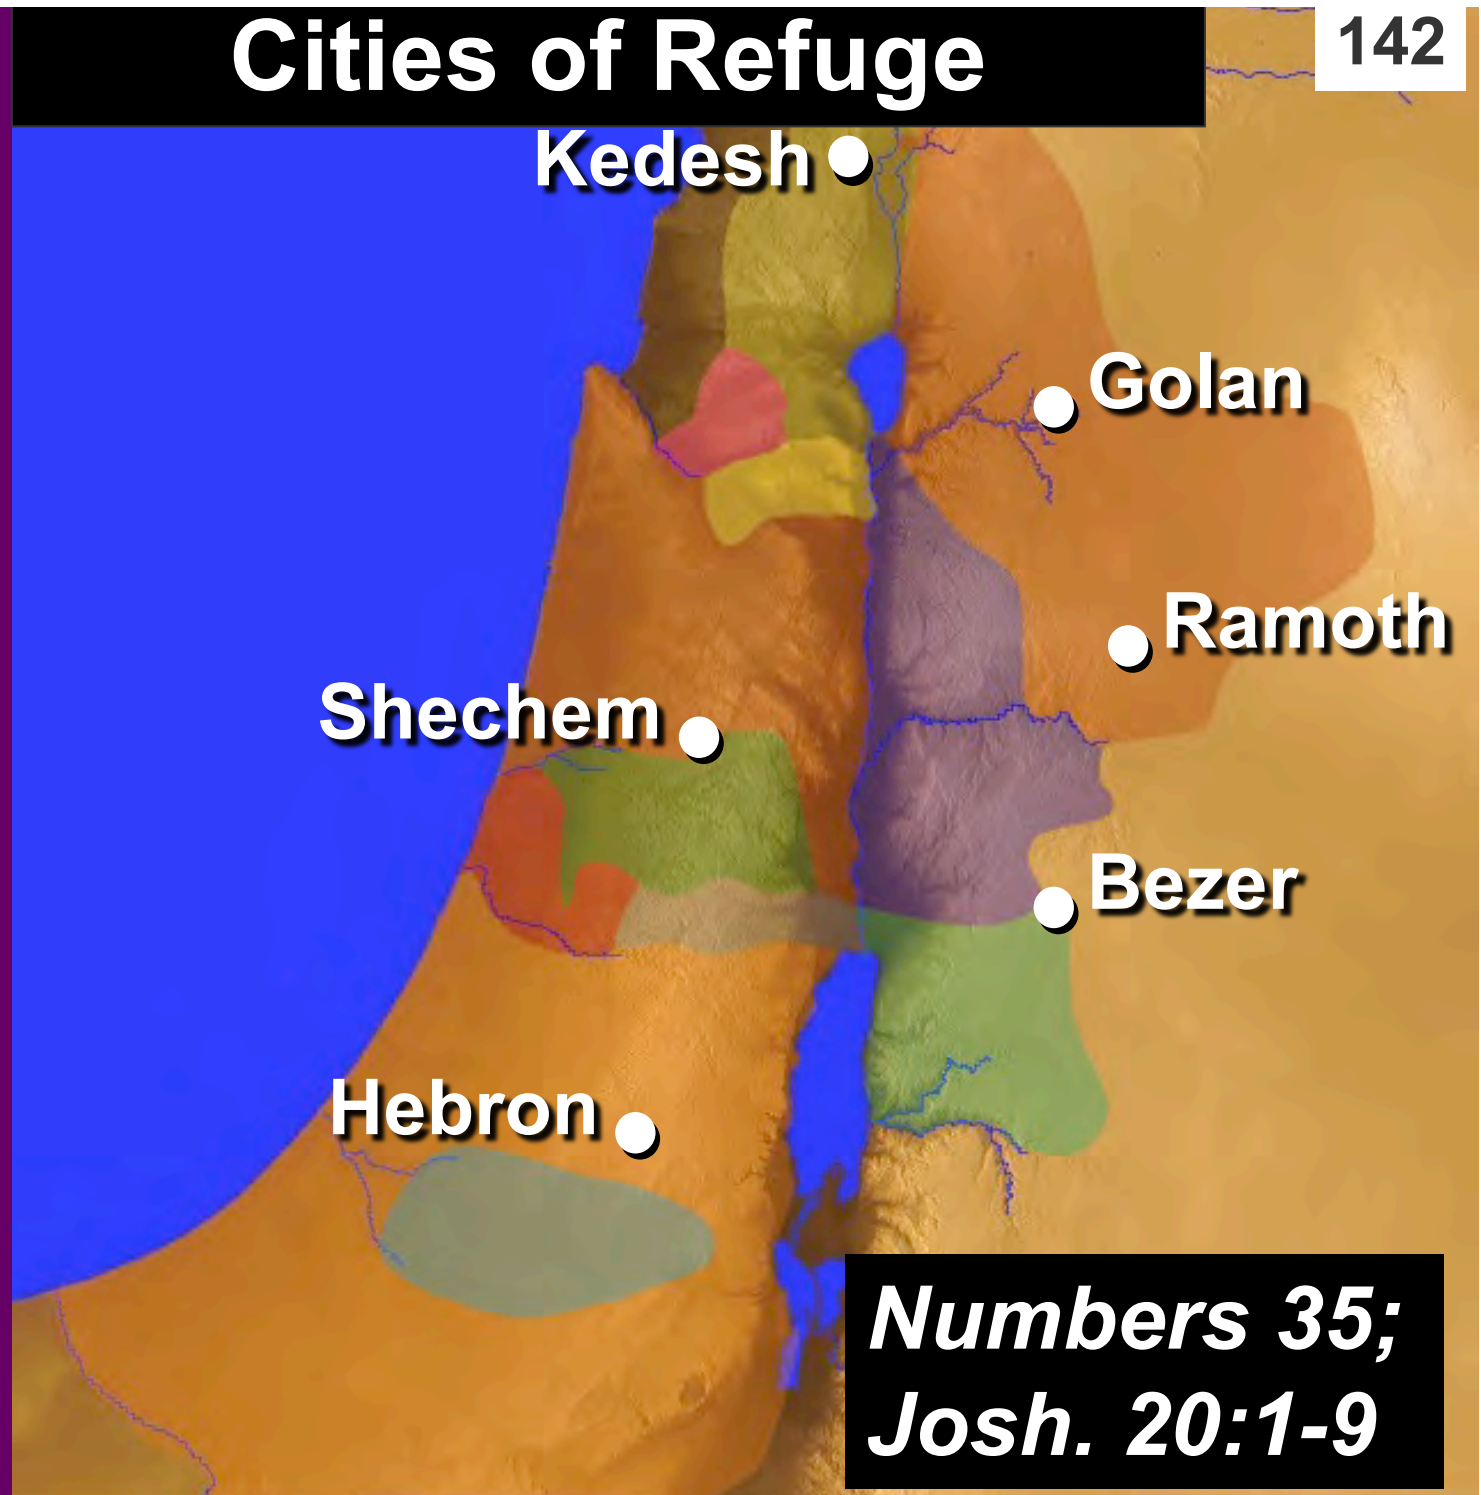 Cities of Refuge
142
Kedesh
Golan
Ramoth
Shechem
Bezer
Hebron
Numbers 35;
Josh. 20:1-9